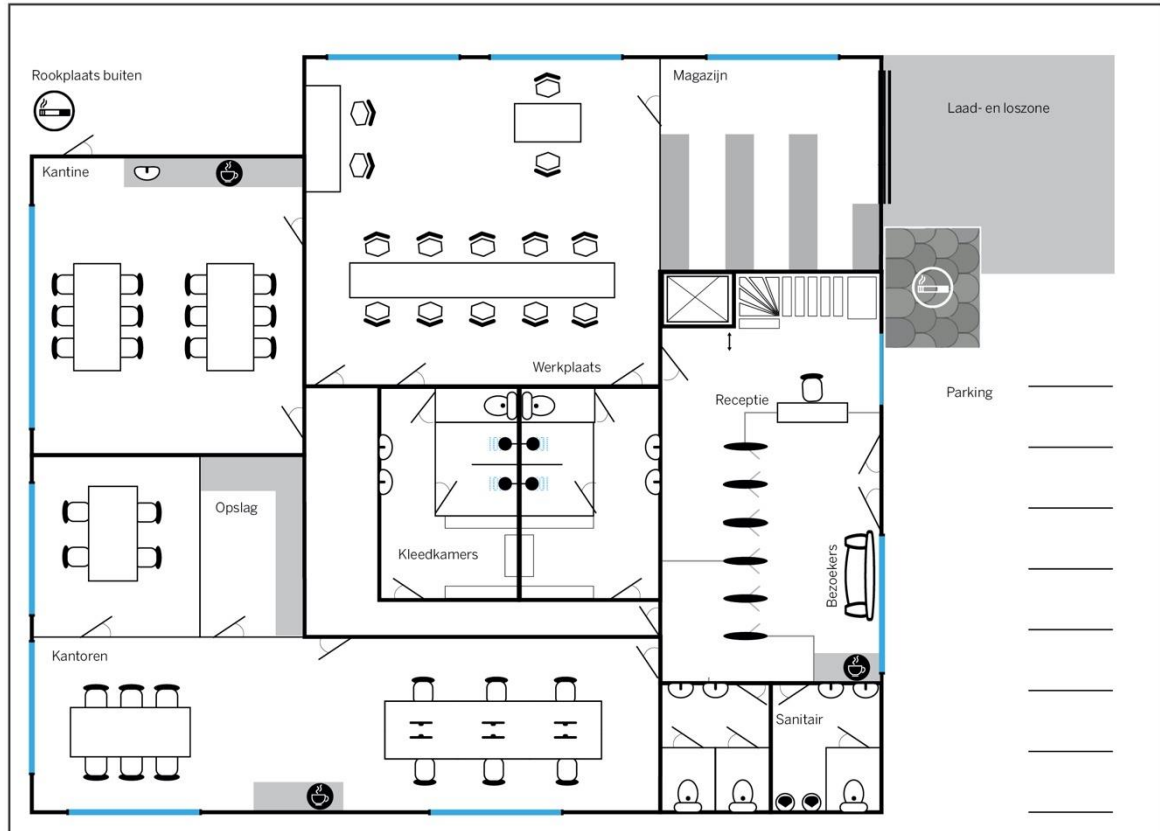 Rookplaats buiten
Magazijn
Laad- en loszone
Kantine
Werkplaats
Receptie
Parking
Opslag
Kleedkamers
Bezoekers
Kantoren
Sanitair